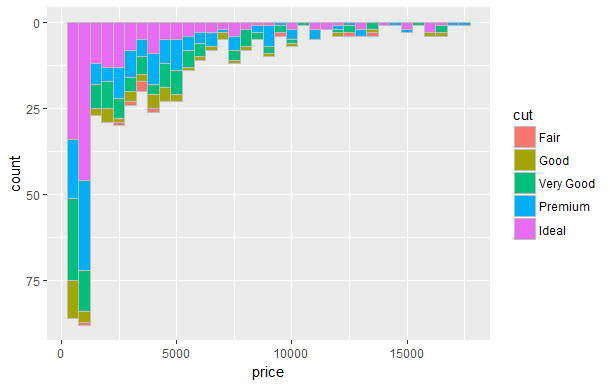 0
25
50
75
count
0
5000
10000
15000
price
cut
Fair
Good
Very Good
Premium
Ideal